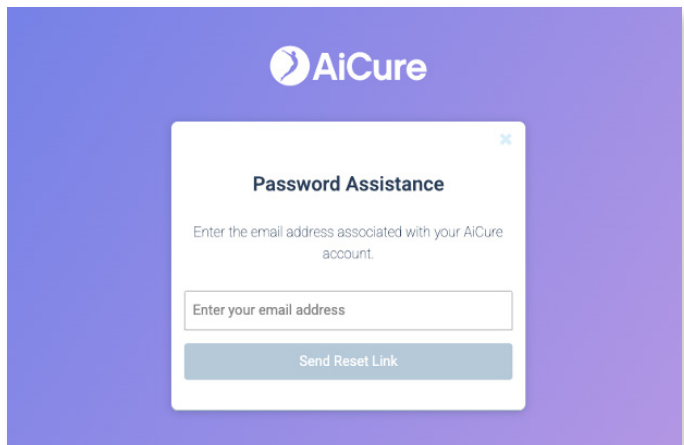 AiCure
Password Assistance
Enter the email address associated with your AiCure
account.
Enter your email address
Send Reset Link